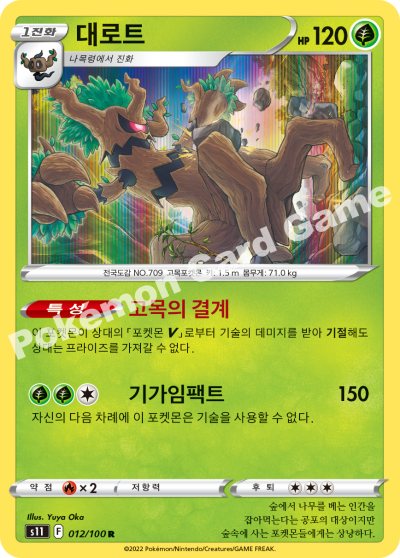 1진화
대로트
HP 120
나목령에서 진화
전국도감 NO.709 고목포켓몬 키: 1.5 m 몸무게: 71.0 kg
Pokémon Card Game
특성 고목의 결계
이 포켓몬이 상대의 「포켓몬 V」로부터 기술의 데미지를 받아 기절해도
상대는 프라이즈를 가져갈 수 없다.
기가임팩트 150
자신의 다음 차례에 이 포켓몬은 기술을 사용할 수 없다.
약점 ×2 저항력 후퇴
Illus. Yuya Oka
s11 F 012/100 R
숲에서 나무를 베는 인간을
잡아먹는다는 공포의 대상이지만
숲속에 사는 포켓몬들에게는 상냥하다.
©2022 Pokémon/Nintendo/Creatures/GAME FREAK.